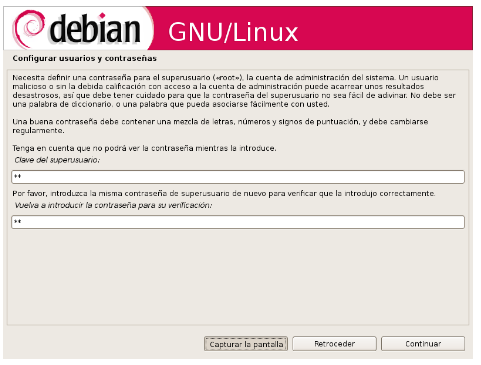 debian GNU/Linux
Configurar usuarios y contraseñas
Necesita definir una contraseña para el superusuario («root»), la cuenta de administración del sistema. Un usuario
malicioso o sin la debida calificación con acceso a la cuenta de administración puede acarrear unos resultados
desastrosos, así que debe tener cuidado para que la contraseña del superusuario no sea fácil de adivinar. No debe ser
una palabra de diccionario, o una palabra que pueda asociarse fácilmente con usted.
Una buena contraseña debe contener una mezcla de letras, números y signos de puntuación, y debe cambiarse
regularmente.
Tenga en cuenta que no podrá ver la contraseña mientras la introduce.
Clave del superusuario:
**
Por favor, introduzca la misma contraseña de superusuario de nuevo para verificar que la introdujo correctamente.
Vuelva a introducir la contraseña para su verificación:
**
Capturar la pantalla Retroceder Continuar